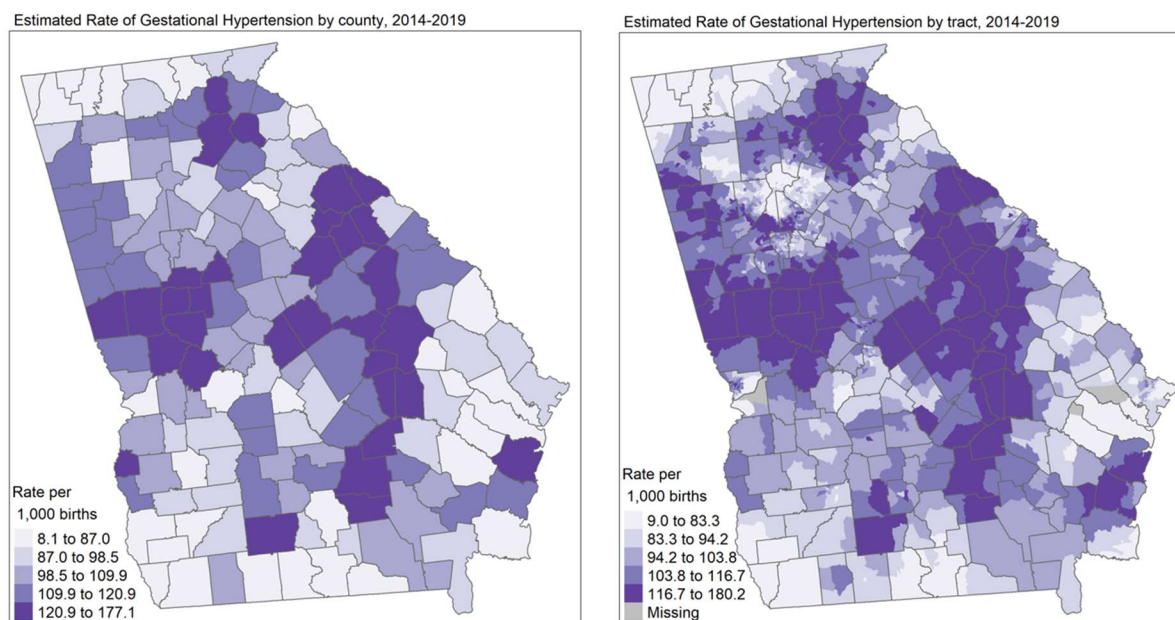 Estimated Rate of Gestational Hypertension by county, 2014-2019
Rate per
1,000 births
8.1 to 87.0
87.0 to 98.5
98.5 to 109.9
109.9 to 120.9
120.9 to 177.1
Estimated Rate of Gestational Hypertension by tract, 2014-2019
Rate per
1,000 births
9.0 to 83.3
83.3 to 94.2
94.2 to 103.8
103.8 to 116.7
116.7 to 180.2
Missing